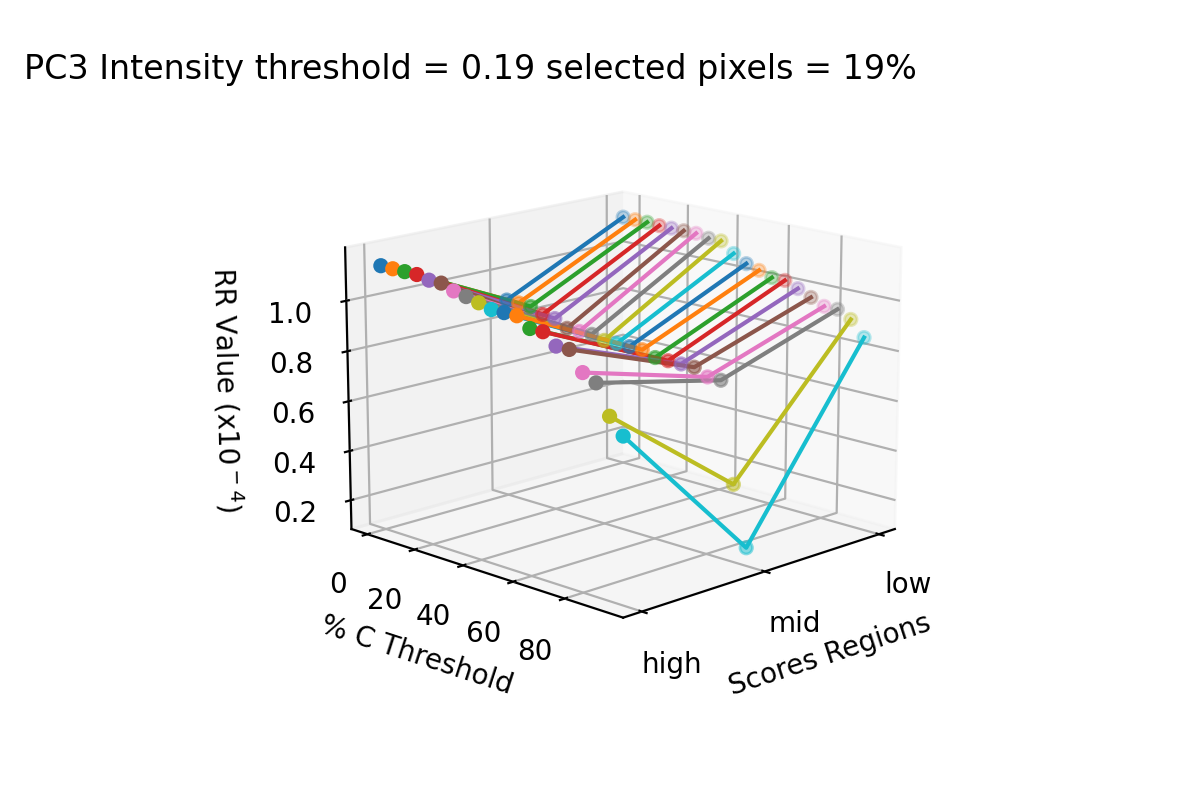 PC3 Intensity threshold = 0.19 selected pixels = 19%
RR Value (x10⁻⁴)
1.0
0.8
0.6
0.4
0.2
0
20
40
60
80
% C Threshold
high
mid
low
Scores Regions